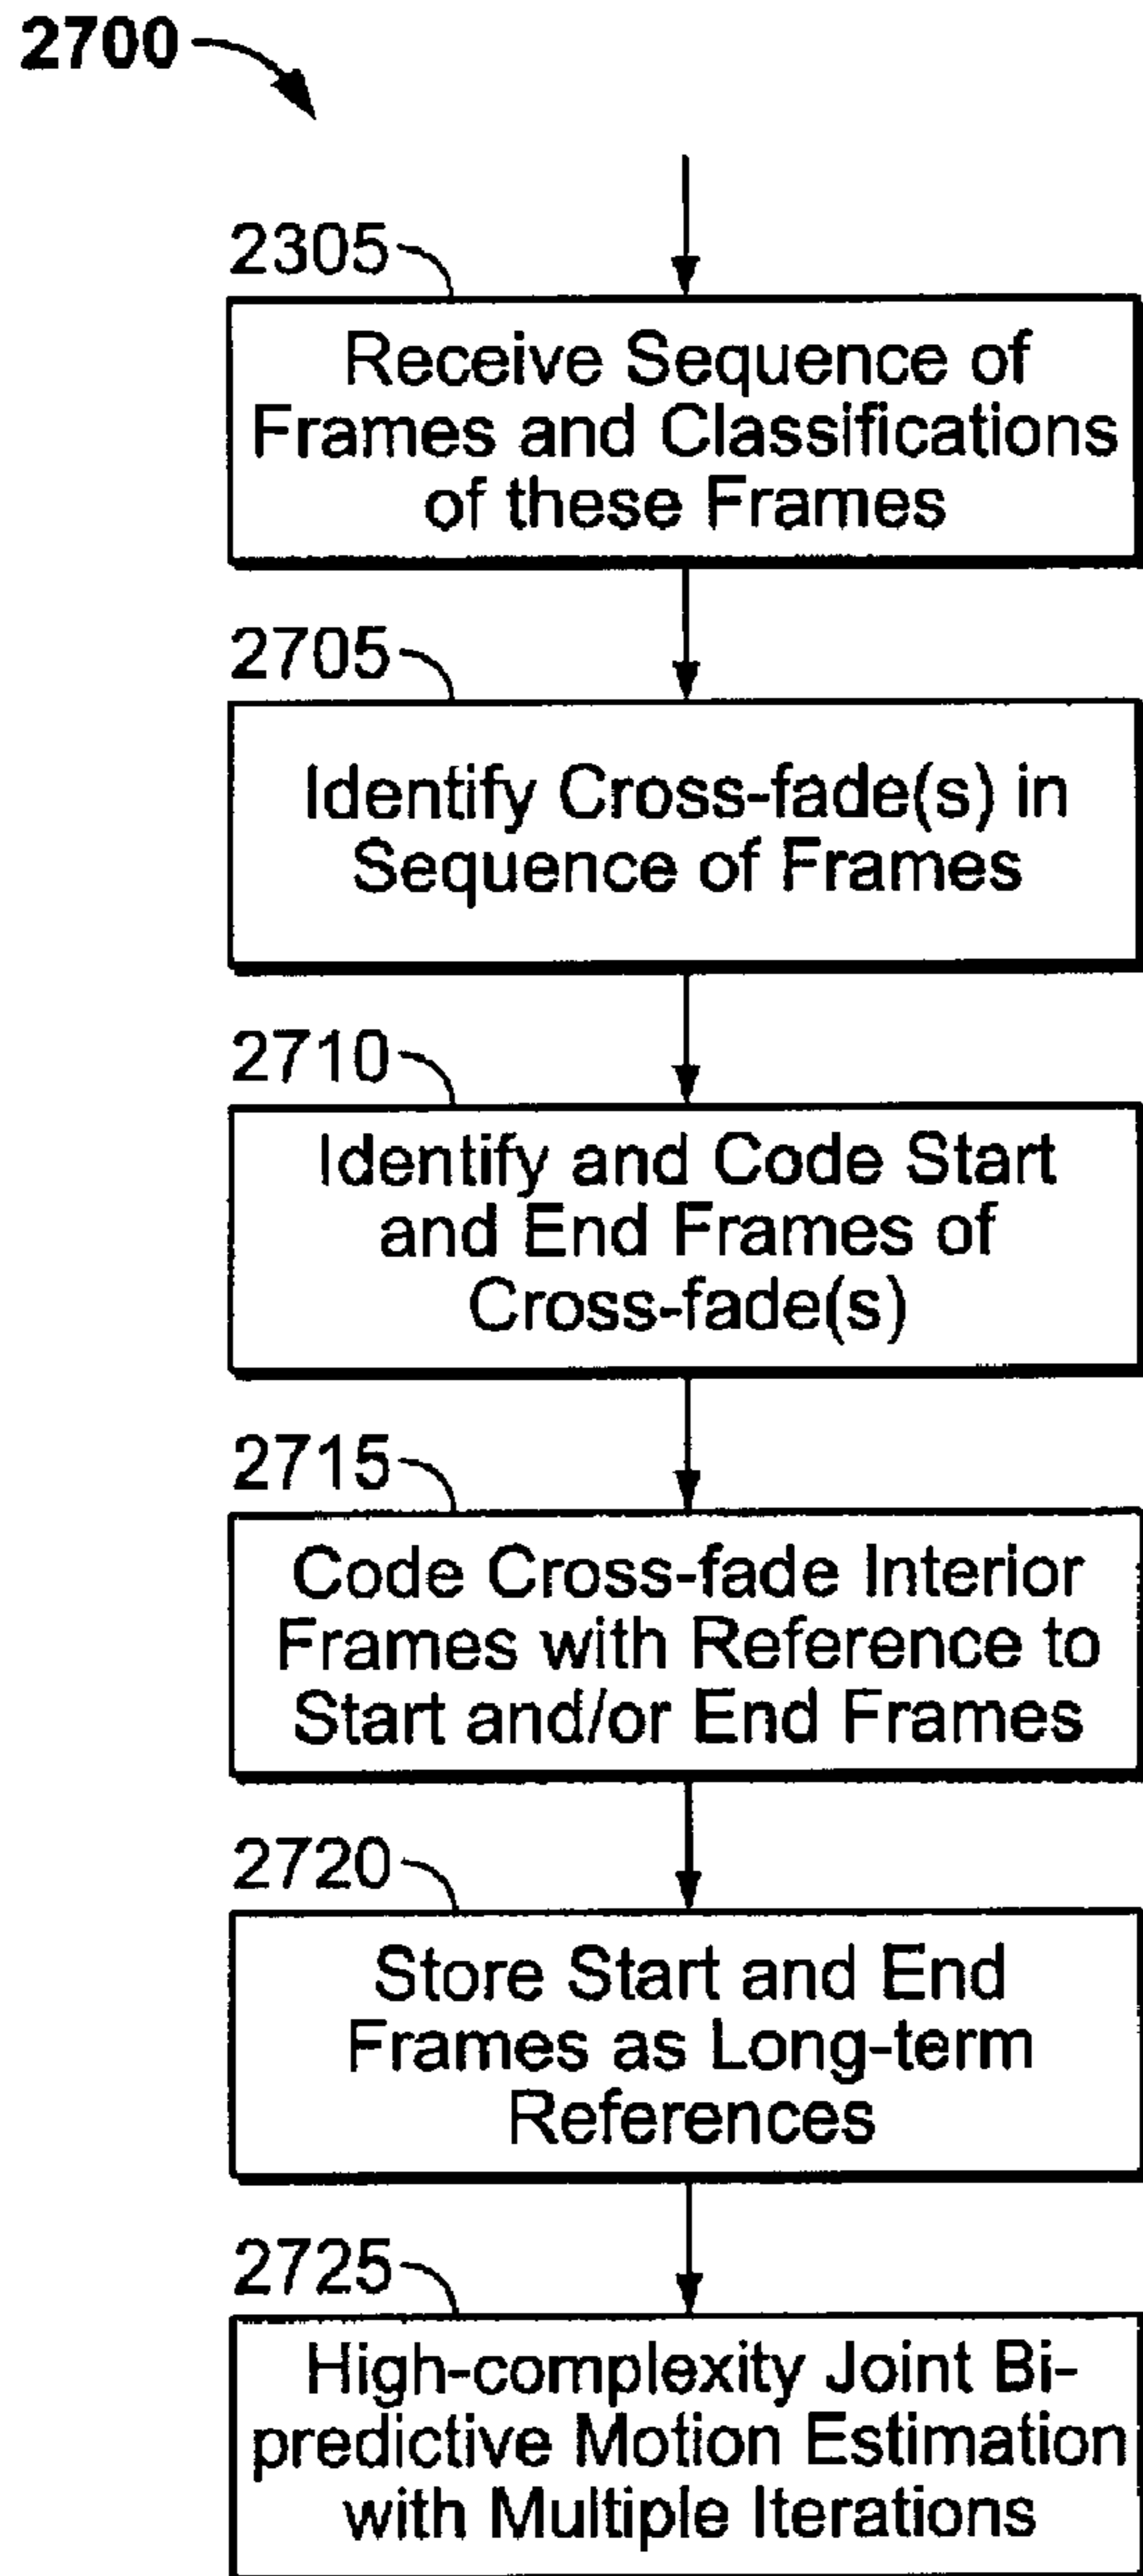 2700
2305
Receive Sequence of
Frames and Classifications
of these Frames
2705
Identify Cross-fade(s) in
Sequence of Frames
2710
Identify and Code Start
and End Frames of
Cross-fade(s)
2715
Code Cross-fade Interior
Frames with Reference to
Start and/or End Frames
2720
Store Start and End
Frames as Long-term
References
2725
High-complexity Joint Bi-
predictive Motion Estimation
with Multiple Iterations